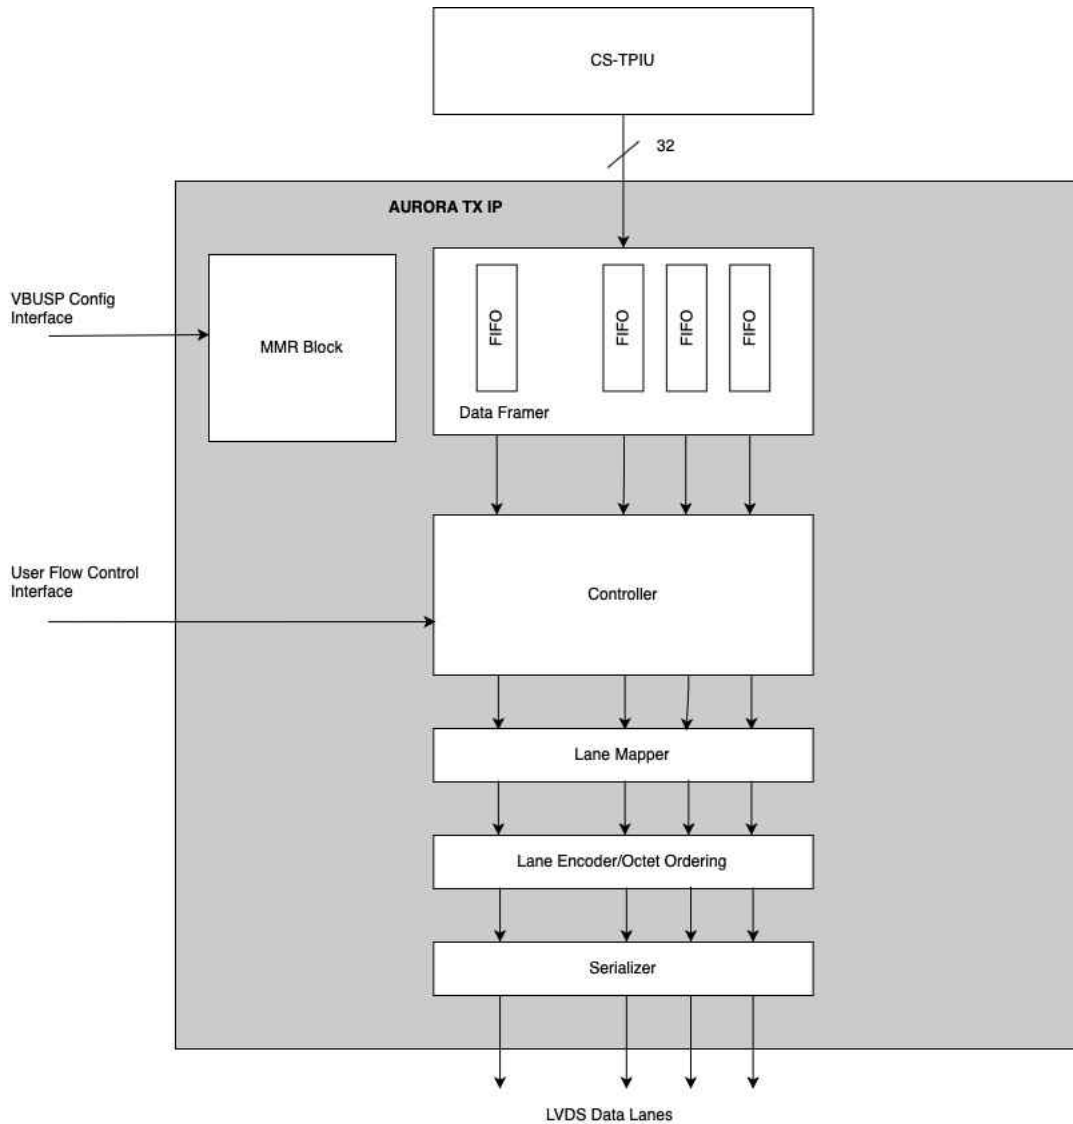 CS-TPIU
32
AURORA TX IP
VBUSP Config
Interface
MMR Block
FIFO
FIFO
FIFO
FIFO
Data Framer
User Flow Control
Interface
Controller
Lane Mapper
Lane Encoder/Octet Ordering
Serializer
LVDS Data Lanes